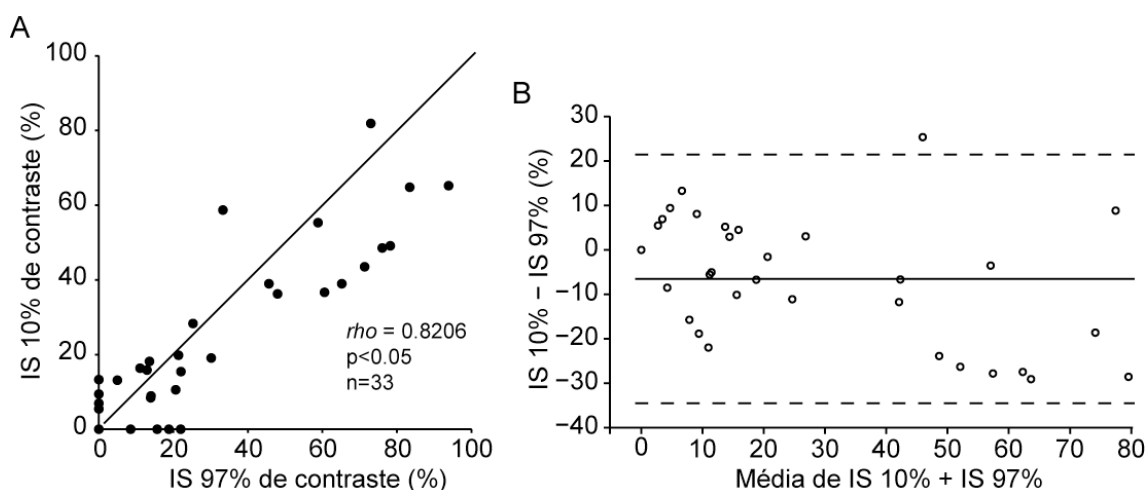 A
IS 10% de contraste (%)
100
80
60
40
20
0
rho = 0.8206
p<0.05
n=33
0 20 40 60 80 100
IS 97% de contraste (%)
B
IS 10% − IS 97% (%)
30
20
10
0
−10
−20
−30
−40
0 10 20 30 40 50 60 70 80
Média de IS 10% + IS 97%